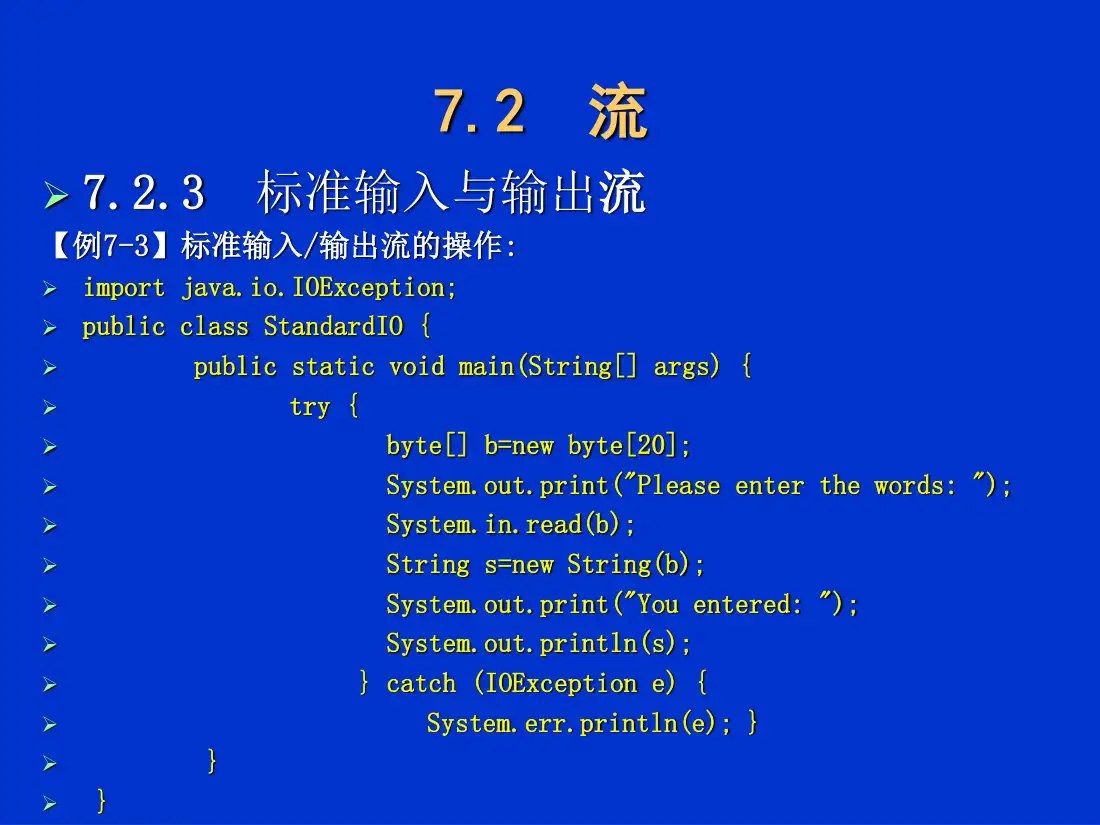 7.2 流
7.2.3 标准输入与输出流
【例7-3】标准输入/输出流的操作:
import java.io.IOException;
public class StandardIO {
public static void main(String[] args) {
try {
byte[] b=new byte[20];
System.out.print("Please enter the words: ");
System.in.read(b);
String s=new String(b);
System.out.print("You entered: ");
System.out.println(s);
} catch (IOException e) {
System.err.println(e); }
}
}